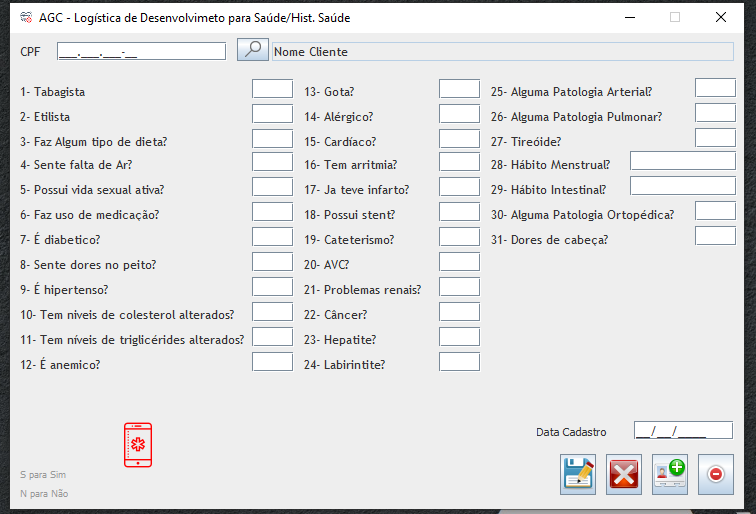 AGC - Logística de Desenvolvimeto para Saúde/Hist. Saúde
CPF ___.___.___-__ Nome Cliente
1- Tabagista
2- Etilista
3- Faz Algum tipo de dieta?
4- Sente falta de Ar?
5- Possui vida sexual ativa?
6- Faz uso de medicação?
7- É diabetico?
8- Sente dores no peito?
9- É hipertenso?
10- Tem niveis de colesterol alterados?
11- Tem níveis de triglicérides alterados?
12- É anemico?
13- Gota?
14- Alérgico?
15- Cardíaco?
16- Tem arritmia?
17- Ja teve infarto?
18- Possui stent?
19- Cateterismo?
20- AVC?
21- Problemas renais?
22- Câncer?
23- Hepatite?
24- Labirintite?
25- Alguma Patologia Arterial?
26- Alguma Patologia Pulmonar?
27- Tireóide?
28- Hábito Menstrual?
29- Hábito Intestinal?
30- Alguma Patologia Ortopédica?
31- Dores de cabeça?
Data Cadastro __/__/____
S para Sim
N para Não